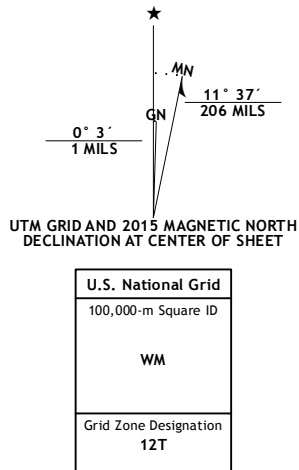 ★
MN
GN
11° 37´
206 MILS
0° 3´
1 MILS
UTM GRID AND 2015 MAGNETIC NORTH
DECLINATION AT CENTER OF SHEET
U.S. National Grid
100,000-m Square ID
WM
Grid Zone Designation
12T